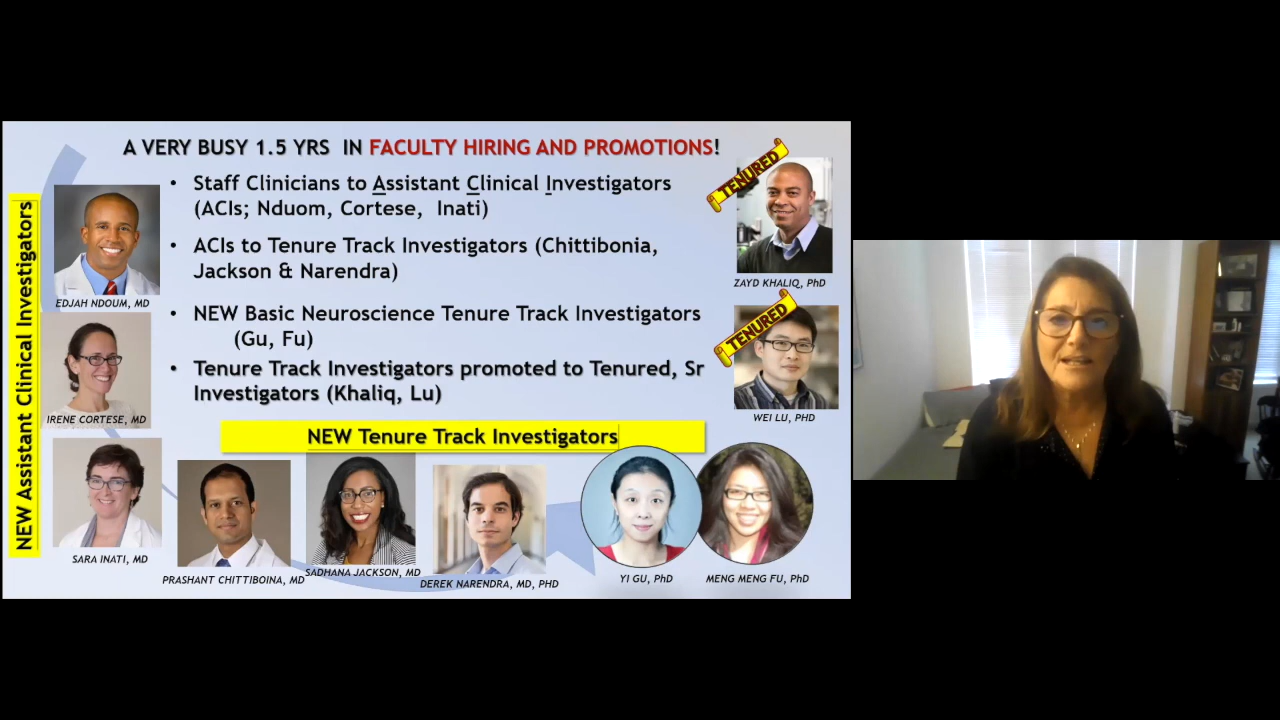 A VERY BUSY 1.5 YRS IN FACULTY HIRING AND PROMOTIONS!
• Staff Clinicians to Assistant Clinical Investigators
(ACIs; Nduom, Cortese, Inati)
• ACIs to Tenure Track Investigators (Chittibonia,
Jackson & Narendra)
• NEW Basic Neuroscience Tenure Track Investigators
(Gu, Fu)
• Tenure Track Investigators promoted to Tenured, Sr
Investigators (Khaliq, Lu)
NEW Assistant Clinical Investigators
EDJAH NDOUM, MD
IRENE CORTESE, MD
SARA INATI, MD
TENURED
ZAYD KHALIQ, PhD
TENURED
WEI LU, PHD
NEW Tenure Track Investigators
PRASHANT CHITTIBOINA, MD
SADHANA JACKSON, MD
DEREK NARENDRA, MD, PHD
YI GU, PhD
MENG MENG FU, PhD